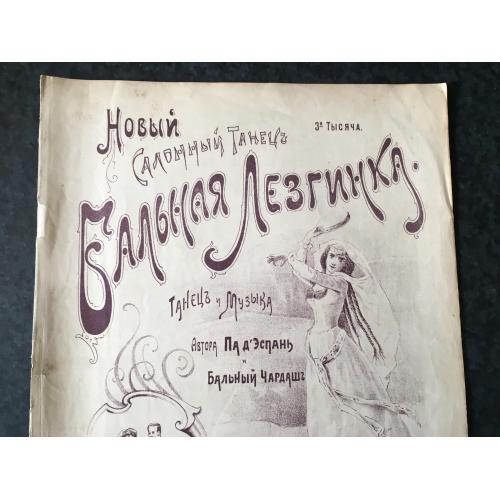 Новый
3я Тысяча.
Салонный Танецъ
Бальная Лезгинка.
Танецъ и Музыка
Автора Па д'Эспань
и
Бальный Чардашъ